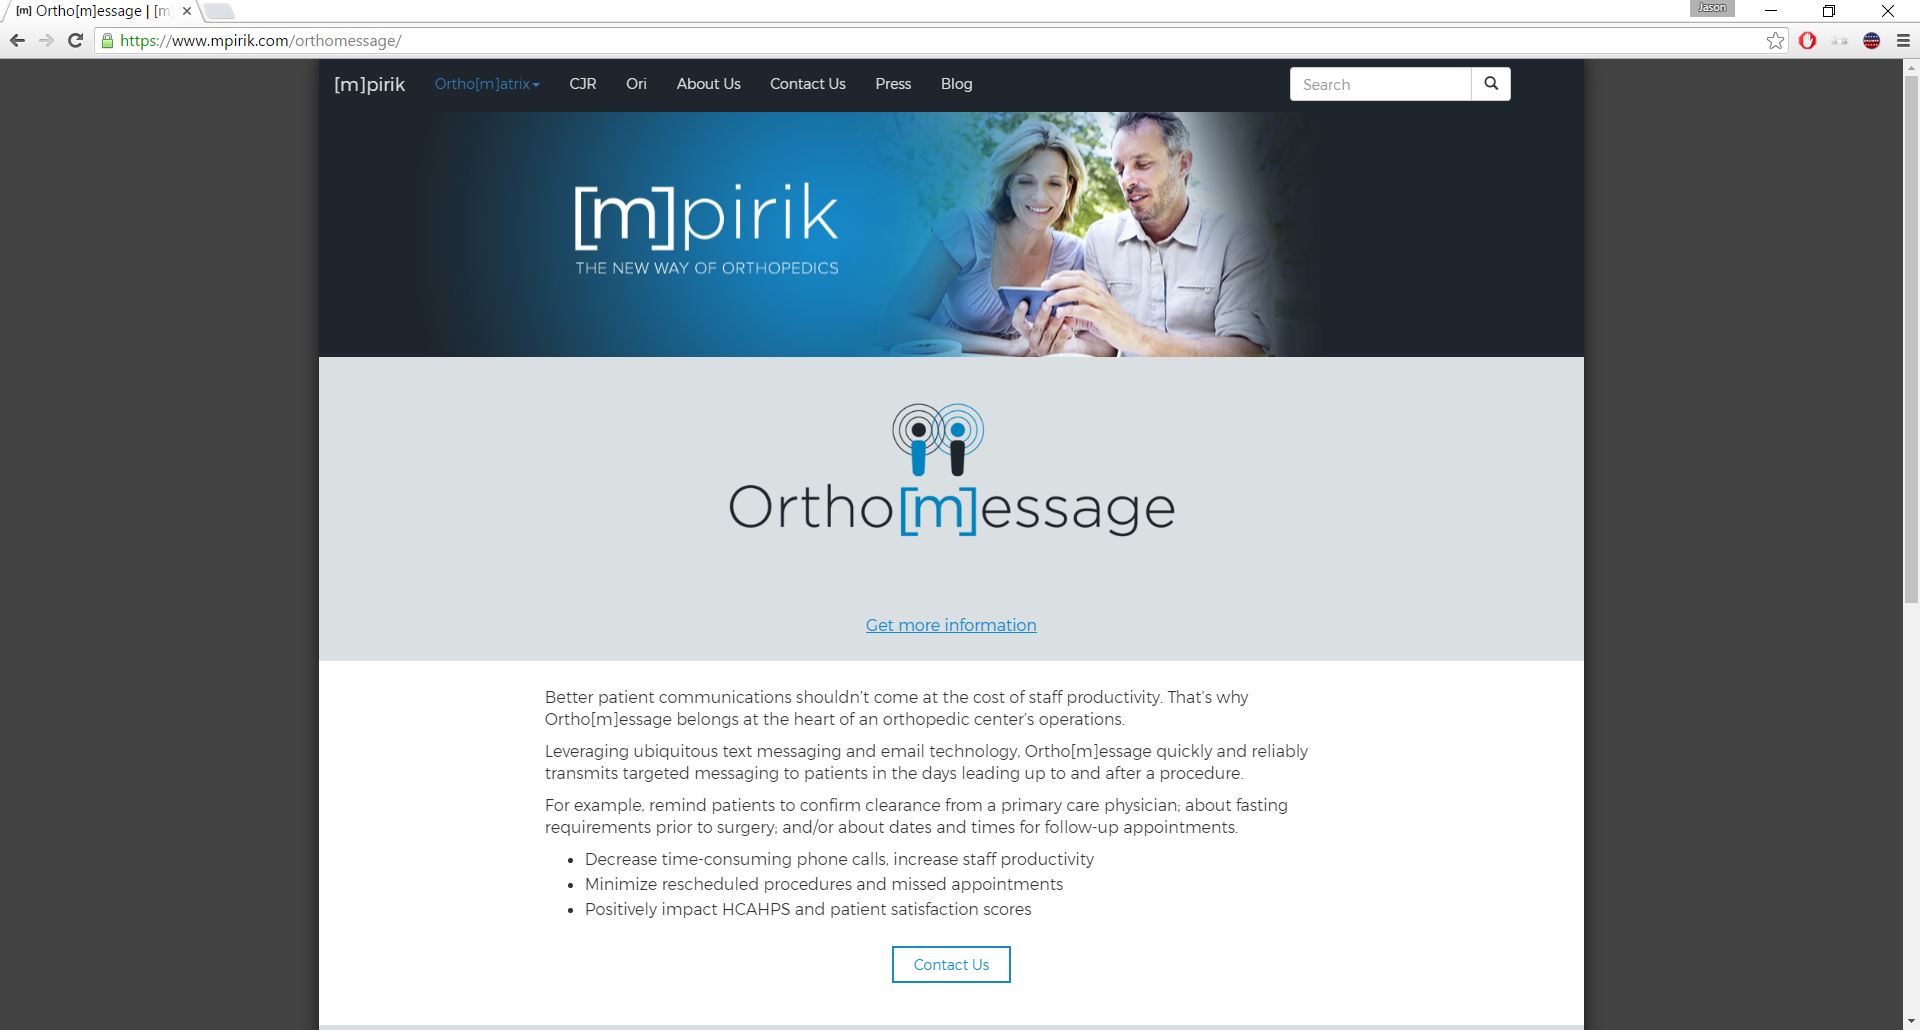 [m] Ortho[m]essage | [m
Jason
https://www.mpirik.com/orthomessage/
[m]pirik Ortho[m]atrix CJR Ori About Us Contact Us Press Blog Search
[m]pirik
THE NEW WAY OF ORTHOPEDICS
Ortho[m]essage
Get more information
Better patient communications shouldn't come at the cost of staff productivity. That's why
Ortho[m]essage belongs at the heart of an orthopedic center's operations.
Leveraging ubiquitous text messaging and email technology, Ortho[m]essage quickly and reliably
transmits targeted messaging to patients in the days leading up to and after a procedure.
For example, remind patients to confirm clearance from a primary care physician; about fasting
requirements prior to surgery; and/or about dates and times for follow-up appointments.
• Decrease time-consuming phone calls, increase staff productivity
• Minimize rescheduled procedures and missed appointments
• Positively impact HCAHPS and patient satisfaction scores
Contact Us